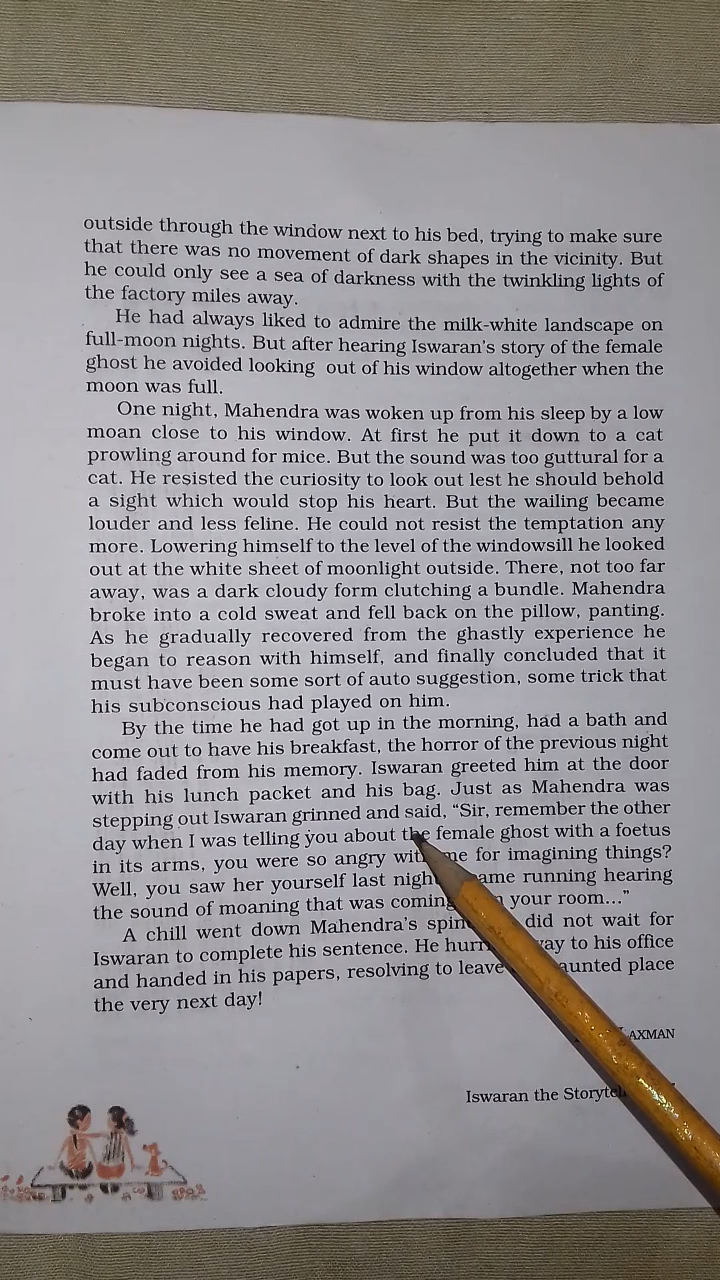 outside through the window next to his bed, trying to make sure
that there was no movement of dark shapes in the vicinity. But
he could only see a sea of darkness with the twinkling lights of
the factory miles away.
He had always liked to admire the milk-white landscape on
full-moon nights. But after hearing Iswaran's story of the female
ghost he avoided looking out of his window altogether when the
moon was full.
One night, Mahendra was woken up from his sleep by a low
moan close to his window. At first he put it down to a cat
prowling around for mice. But the sound was too guttural for a
cat. He resisted the curiosity to look out lest he should behold
a sight which would stop his heart. But the wailing became
louder and less feline. He could not resist the temptation any
more. Lowering himself to the level of the windowsill he looked
out at the white sheet of moonlight outside. There, not too far
away, was a dark cloudy form clutching a bundle. Mahendra
broke into a cold sweat and fell back on the pillow, panting.
As he gradually recovered from the ghastly experience he
began to reason with himself, and finally concluded that it
must have been some sort of auto suggestion, some trick that
his subconscious had played on him.
By the time he had got up in the morning, had a bath and
come out to have his breakfast, the horror of the previous night
had faded from his memory. Iswaran greeted him at the door
with his lunch packet and his bag. Just as Mahendra was
stepping out Iswaran grinned and said, “Sir, remember the other
day when I was telling you about the female ghost with a foetus
in its arms, you were so angry with me for imagining things?
Well, you saw her yourself last night. came running hearing
the sound of moaning that was coming your room...”
A chill went down Mahendra's spine did not wait for
Iswaran to complete his sentence. He way to his office
and handed in his papers, resolving to leave haunted place
the very next day!
LAXMAN
Iswaran the